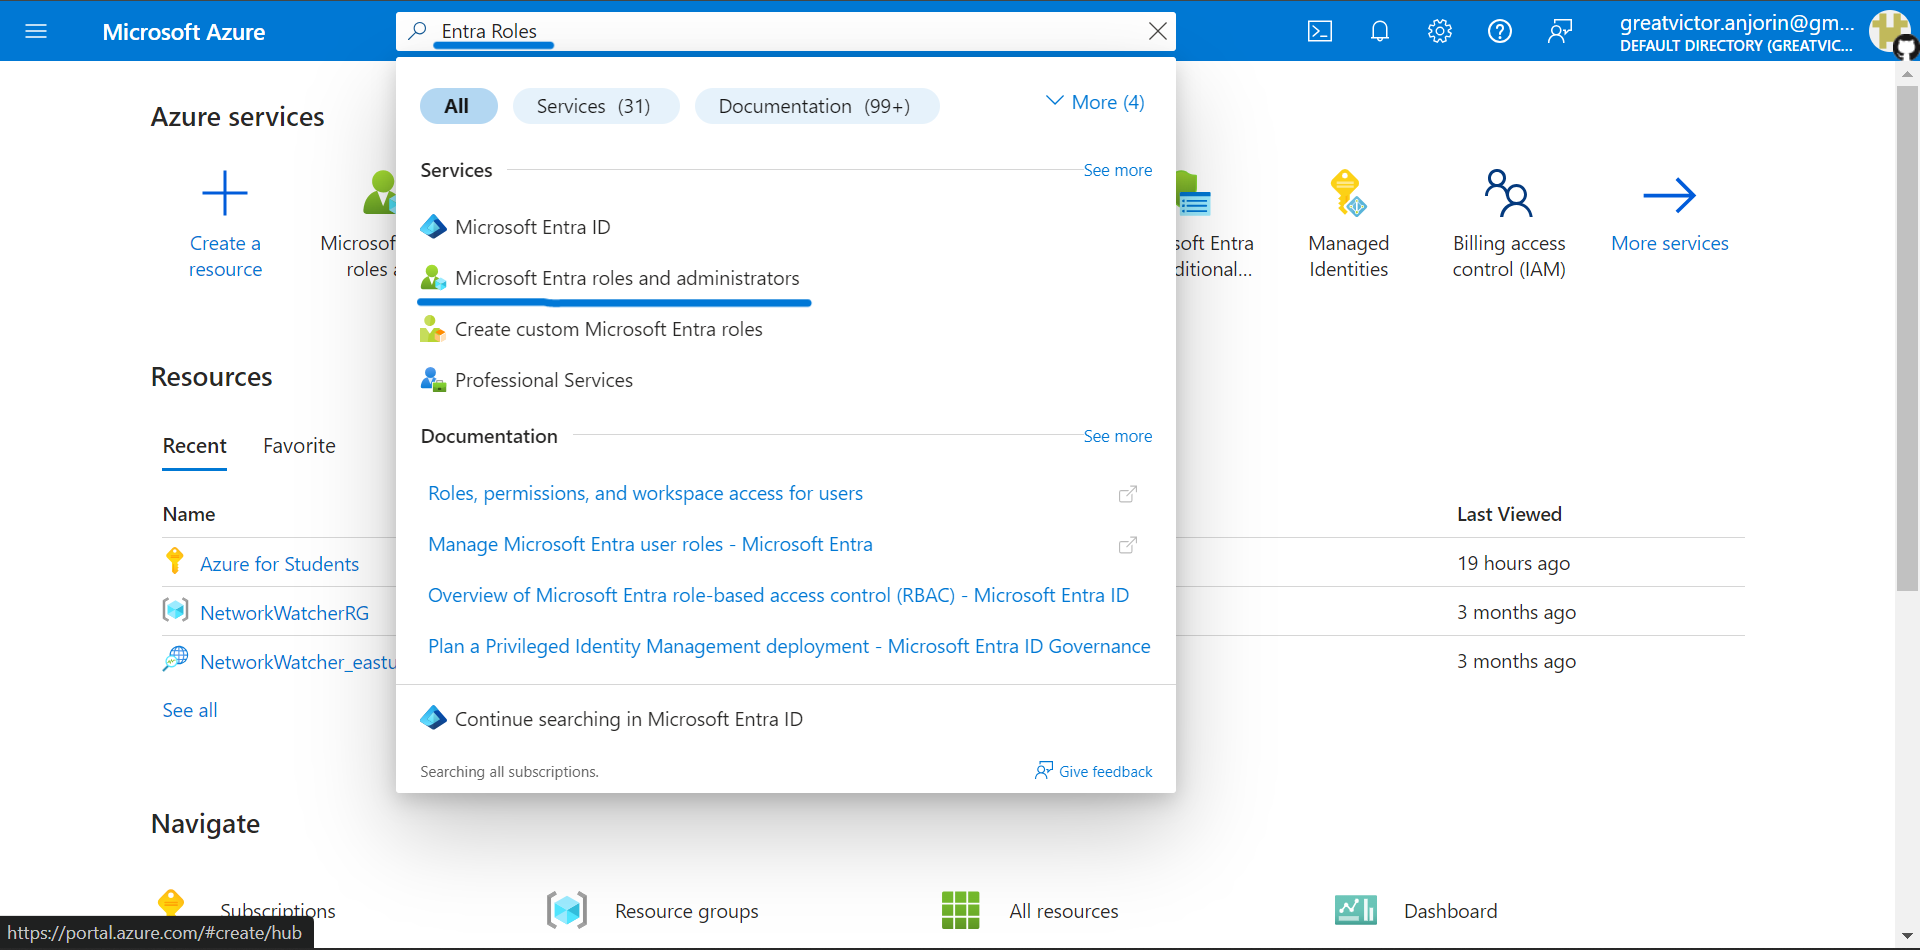 Microsoft Azure
Entra Roles
greatvictor.anjorin@gm...
DEFAULT DIRECTORY (GREATVIC...
All
Services (31)
Documentation (99+)
More (4)
Azure services
Services
See more
Create a
resource
Microsof
roles a
Microsoft Entra ID
Microsoft Entra roles and administrators
Create custom Microsoft Entra roles
Professional Services
soft Entra
ditional...
Managed
Identities
Billing access
control (IAM)
More services
Documentation
See more
Roles, permissions, and workspace access for users
Manage Microsoft Entra user roles - Microsoft Entra
Overview of Microsoft Entra role-based access control (RBAC) - Microsoft Entra ID
Plan a Privileged Identity Management deployment - Microsoft Entra ID Governance
Continue searching in Microsoft Entra ID
Searching all subscriptions.
Give feedback
Resources
Recent
Favorite
Name
Last Viewed
Azure for Students
19 hours ago
NetworkWatcherRG
3 months ago
NetworkWatcher_eastu
3 months ago
See all
Navigate
Subscriptions
Resource groups
All resources
Dashboard
https://portal.azure.com/#create/hub